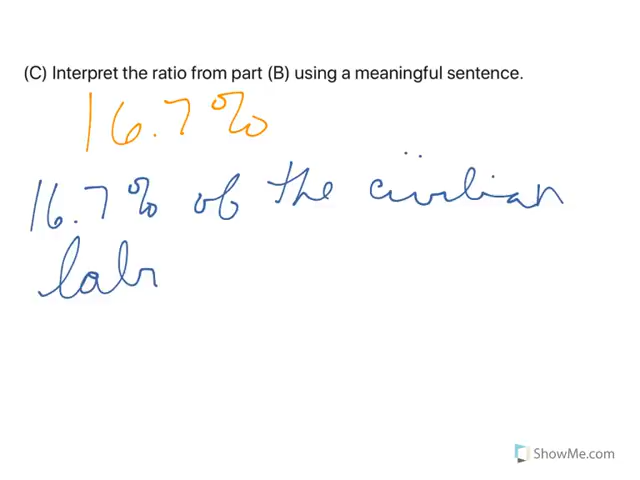 (C) Interpret the ratio from part (B) using a meaningful sentence.
16.7%
16.7% of the civilian
labr
ShowMe.com